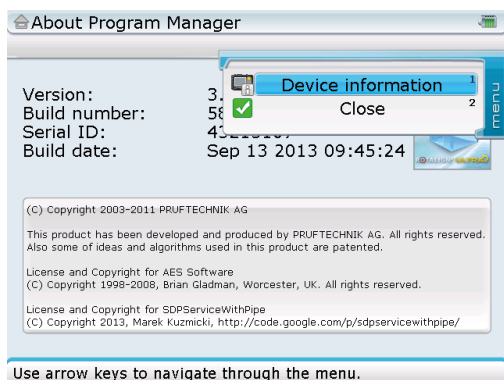 About Program Manager
Device information 1
Close 2
menu
Version: 3.
Build number: 58
Serial ID:
Build date: Sep 13 2013 09:45:24
(C) Copyright 2003-2011 PRUFTECHNIK AG
This product has been developed and produced by PRUFTECHNIK AG. All rights reserved.
Also some of ideas and algorithms used in this product are patented.
License and Copyright for AES Software
(C) Copyright 1998-2008, Brian Gladman, Worcester, UK. All rights reserved.
License and Copyright for SDPServiceWithPipe
(C) Copyright 2013, Marek Kuzmicki, http://code.google.com/p/sdpservicewithpipe/
Use arrow keys to navigate through the menu.